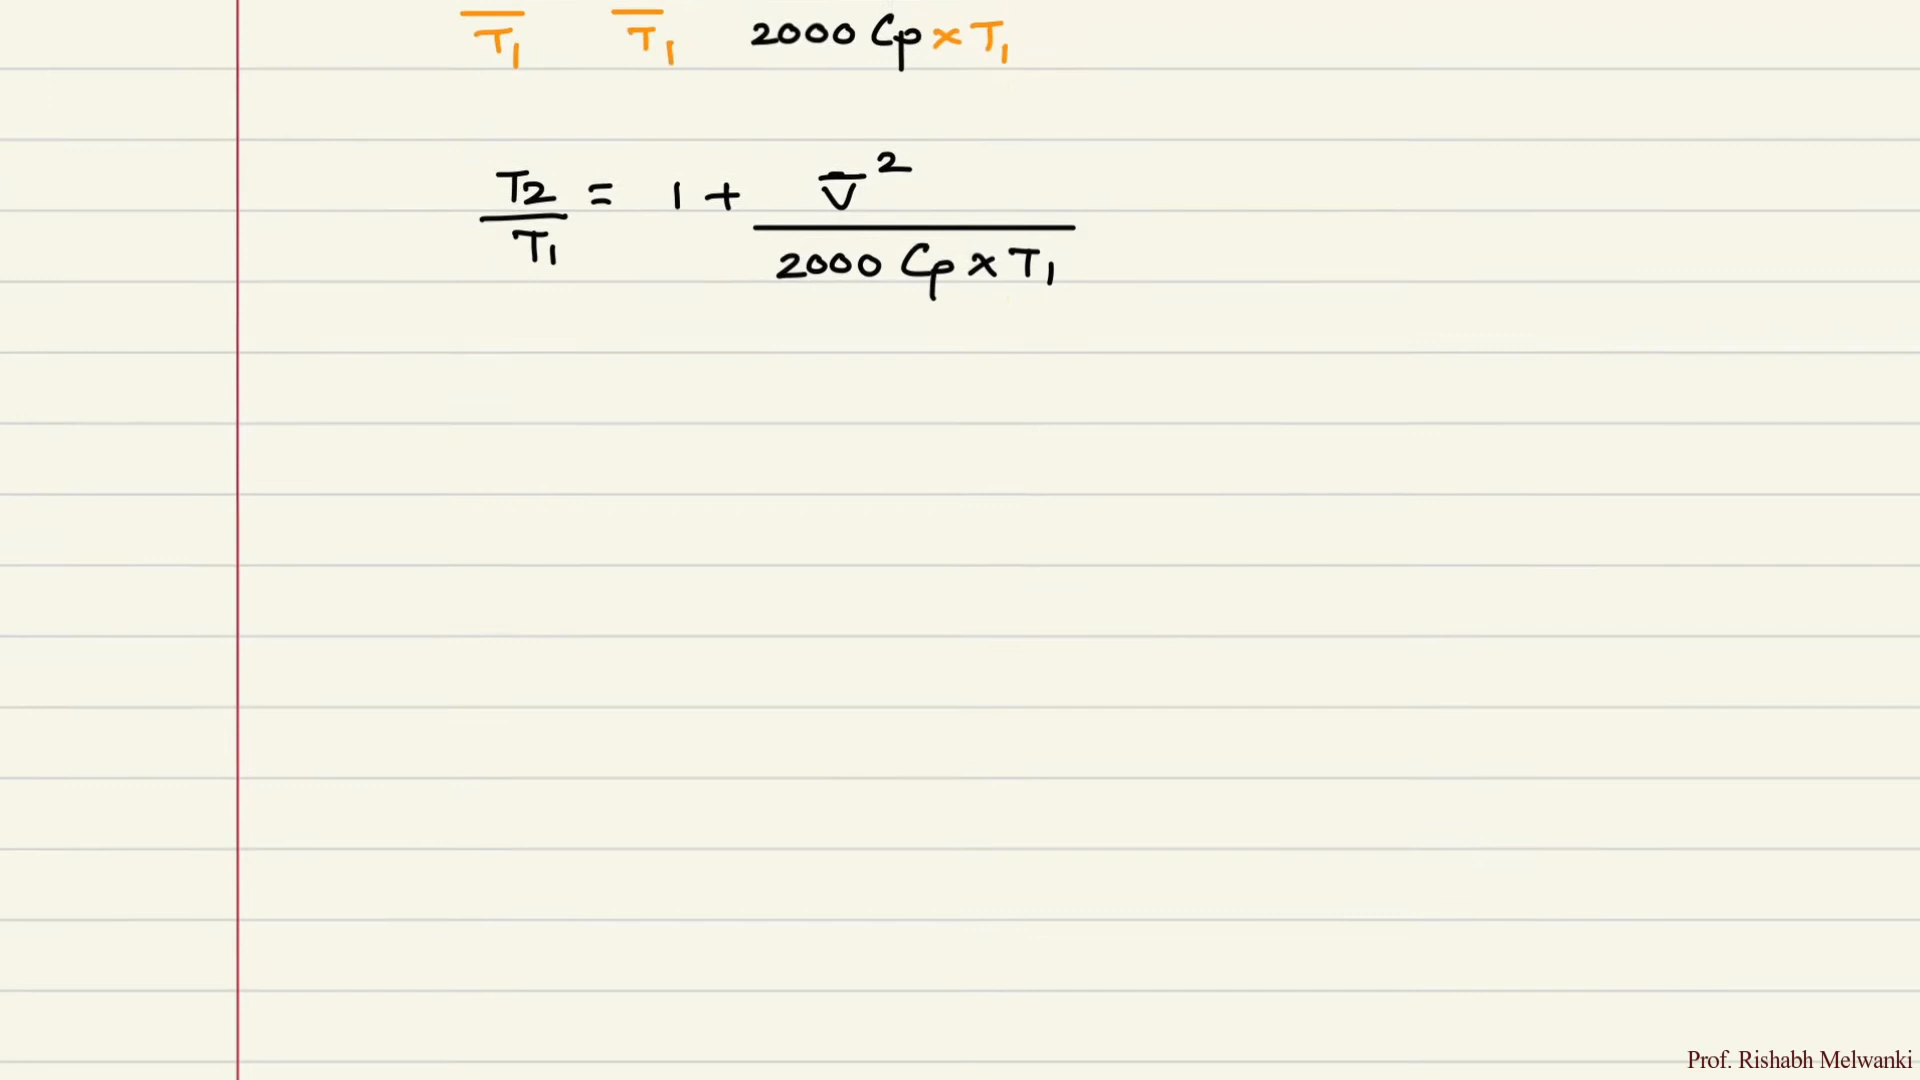 T₁ T₁ 2000 Cp × T₁
T2 = 1 + V̄²
T₁ 2000 Cp × T₁
Prof. Rishabh Melwanki